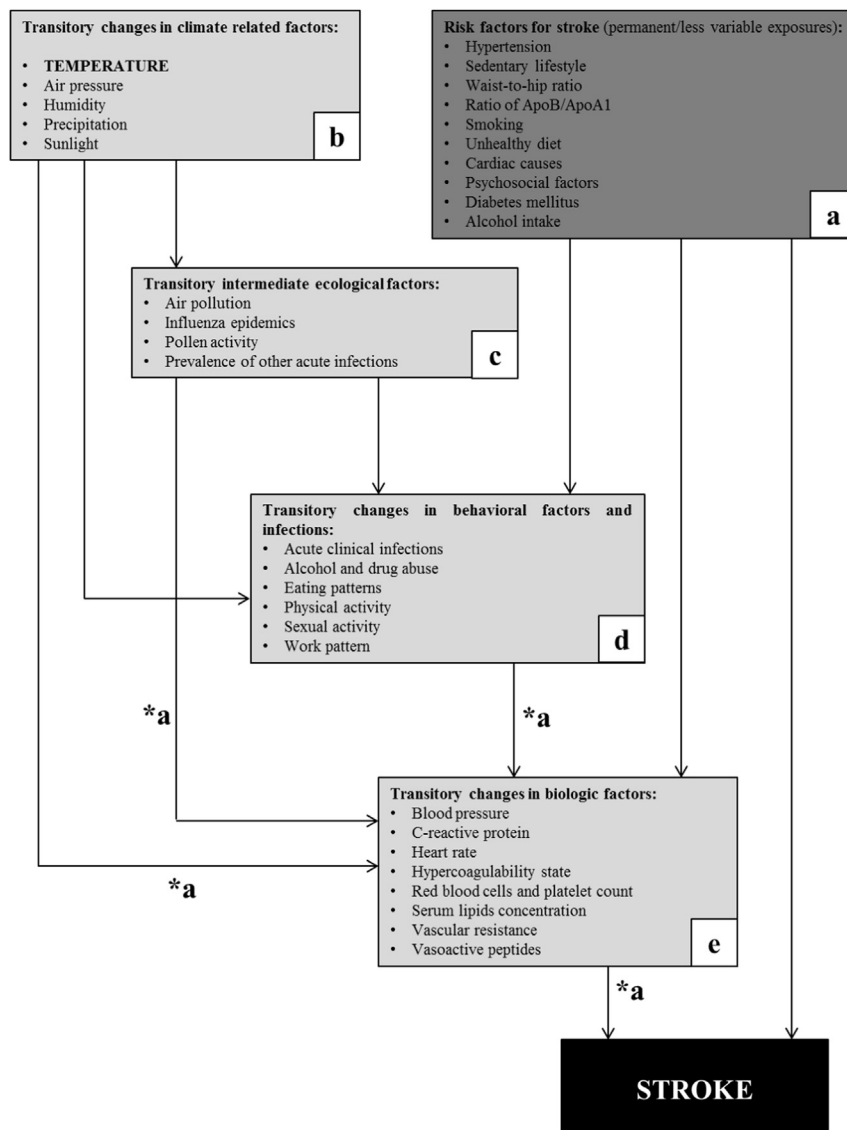 Transitory changes in climate related factors:
• TEMPERATURE
• Air pressure
• Humidity
• Precipitation
• Sunlight
b
Risk factors for stroke (permanent/less variable exposures):
• Hypertension
• Sedentary lifestyle
• Waist-to-hip ratio
• Ratio of ApoB/ApoA1
• Smoking
• Unhealthy diet
• Cardiac causes
• Psychosocial factors
• Diabetes mellitus
• Alcohol intake
a
Transitory intermediate ecological factors:
• Air pollution
• Influenza epidemics
• Pollen activity
• Prevalence of other acute infections
c
Transitory changes in behavioral factors and
infections:
• Acute clinical infections
• Alcohol and drug abuse
• Eating patterns
• Physical activity
• Sexual activity
• Work pattern
d
*a
*a
Transitory changes in biologic factors:
• Blood pressure
• C-reactive protein
• Heart rate
• Hypercoagulability state
• Red blood cells and platelet count
• Serum lipids concentration
• Vascular resistance
• Vasoactive peptides
e
*a
*a
STROKE